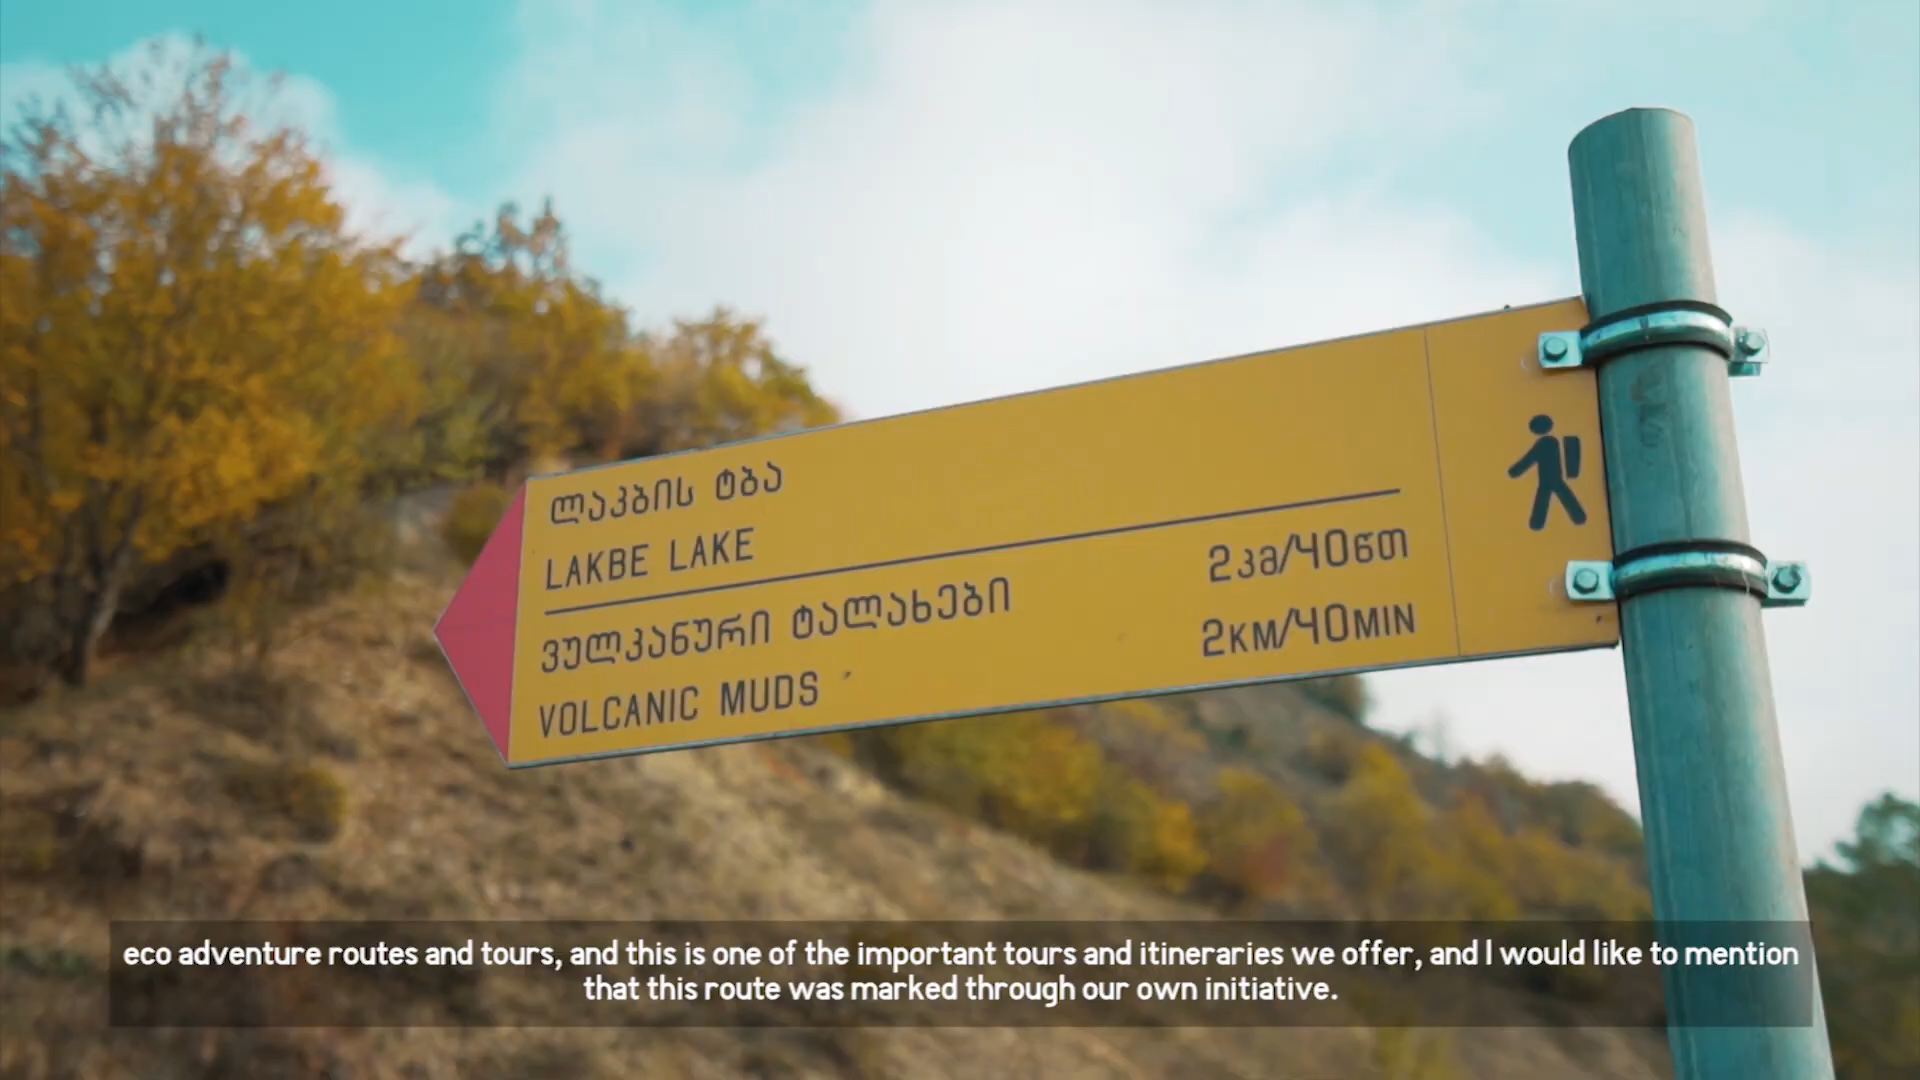 ლაკბის ტბა
LAKBE LAKE
ვულკანური ტალახები
VOLCANIC MUDS
2კმ/40წთ
2KM/40MIN
eco adventure routes and tours, and this is one of the important tours and itineraries we offer, and I would like to mention
that this route was marked through our own initiative.